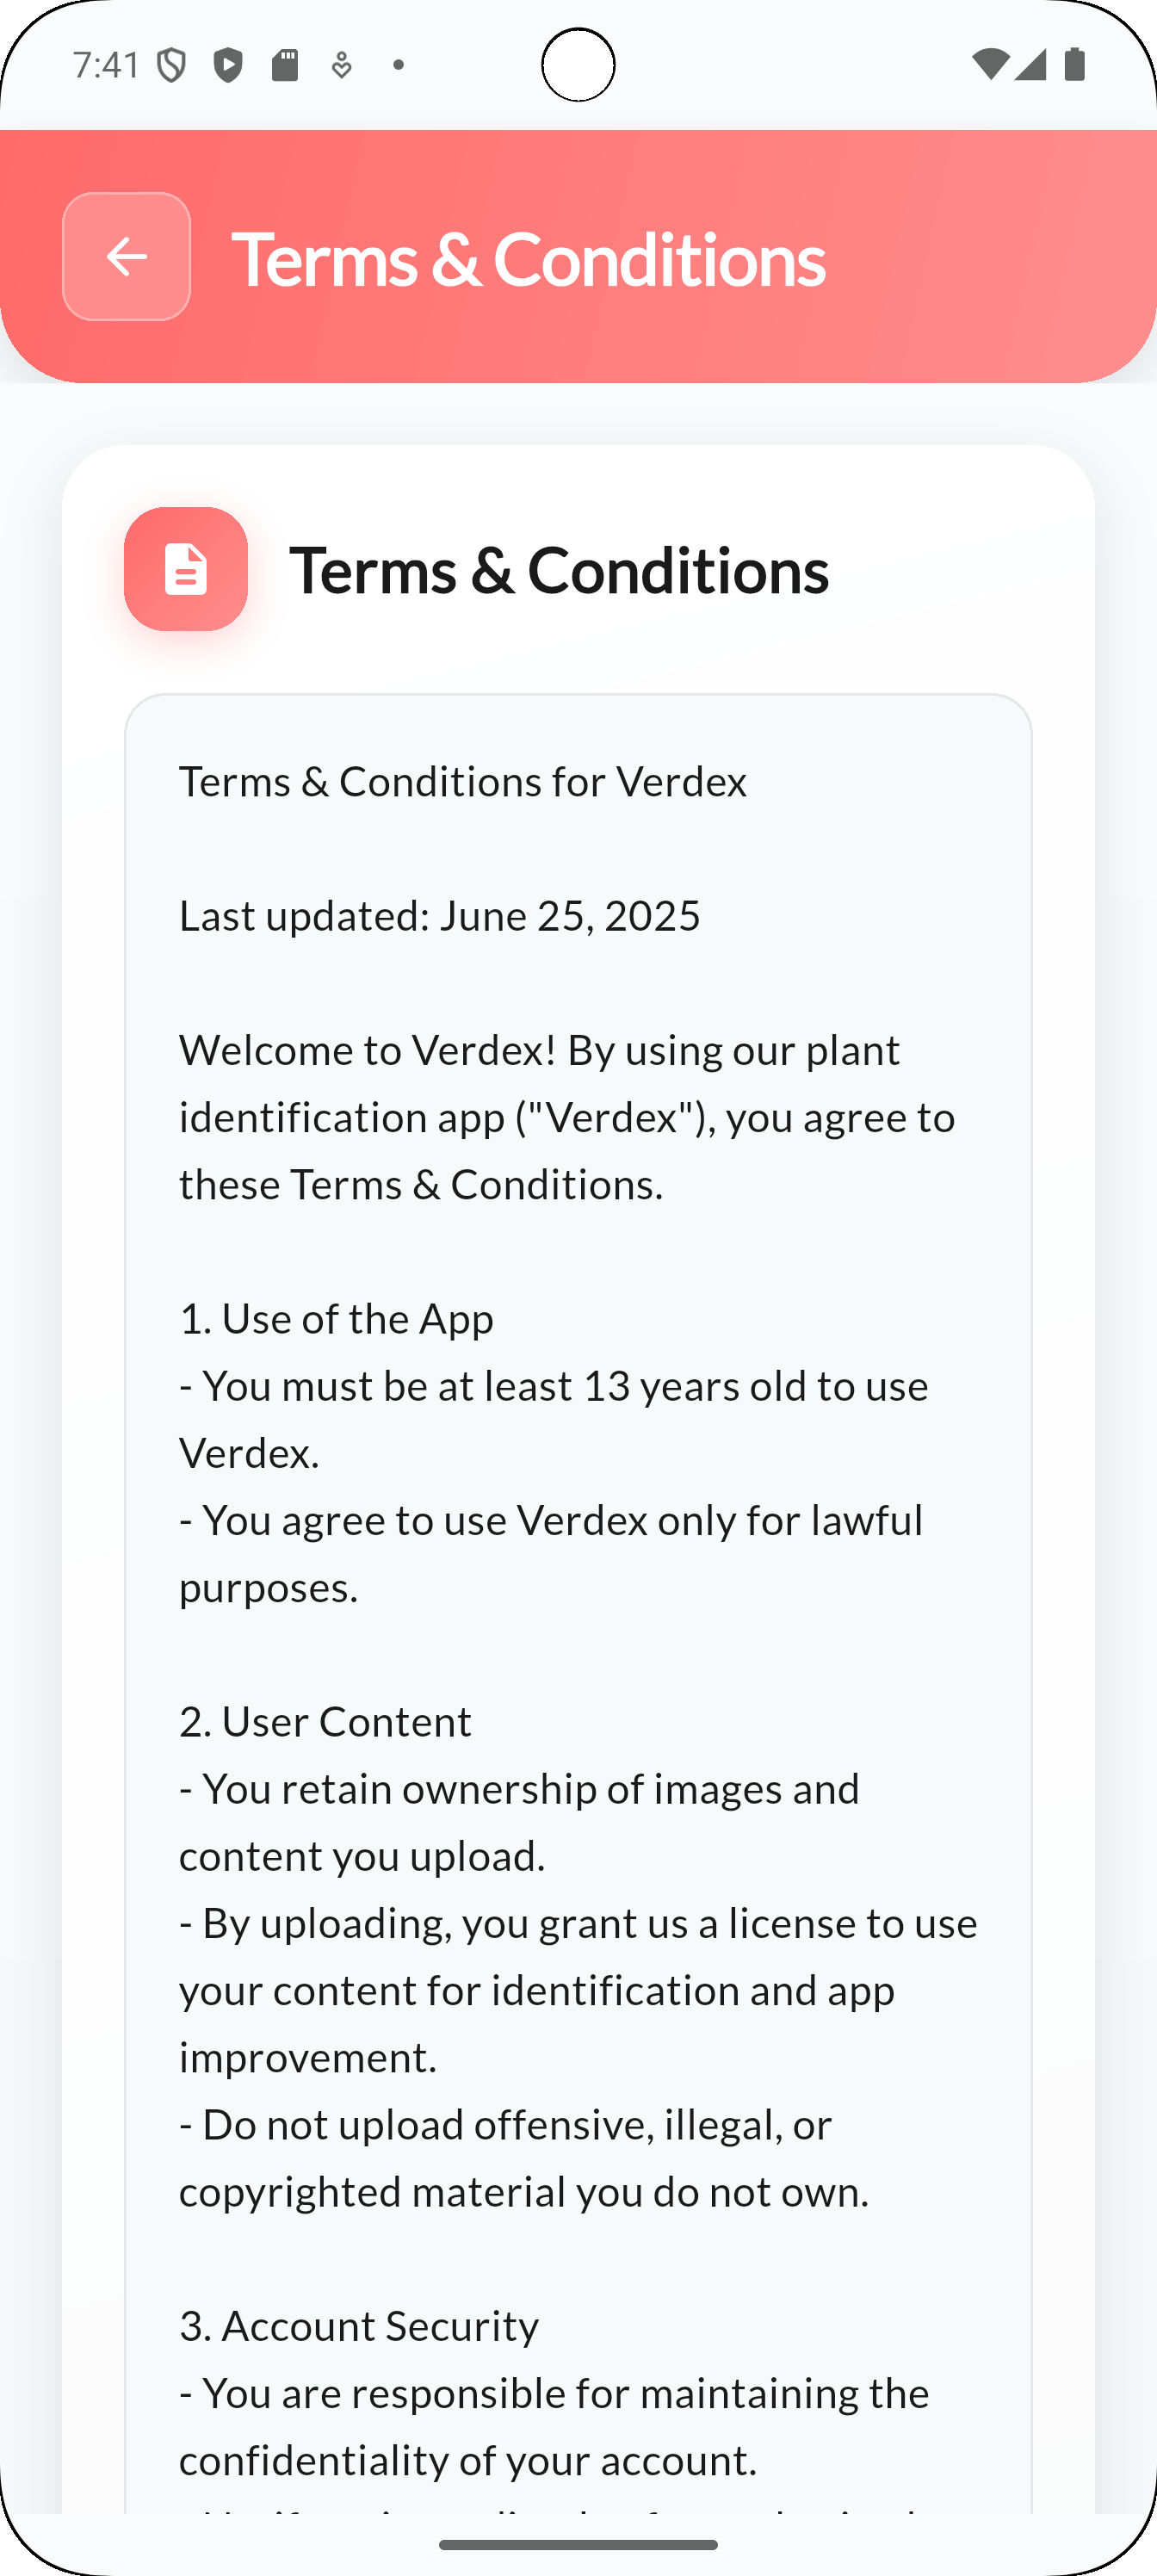 7:41
Terms & Conditions
Terms & Conditions
Terms & Conditions for Verdex
Last updated: June 25, 2025
Welcome to Verdex! By using our plant
identification app ("Verdex"), you agree to
these Terms & Conditions.
1. Use of the App
- You must be at least 13 years old to use
Verdex.
- You agree to use Verdex only for lawful
purposes.
2. User Content
- You retain ownership of images and
content you upload.
- By uploading, you grant us a license to use
your content for identification and app
improvement.
- Do not upload offensive, illegal, or
copyrighted material you do not own.
3. Account Security
- You are responsible for maintaining the
confidentiality of your account.